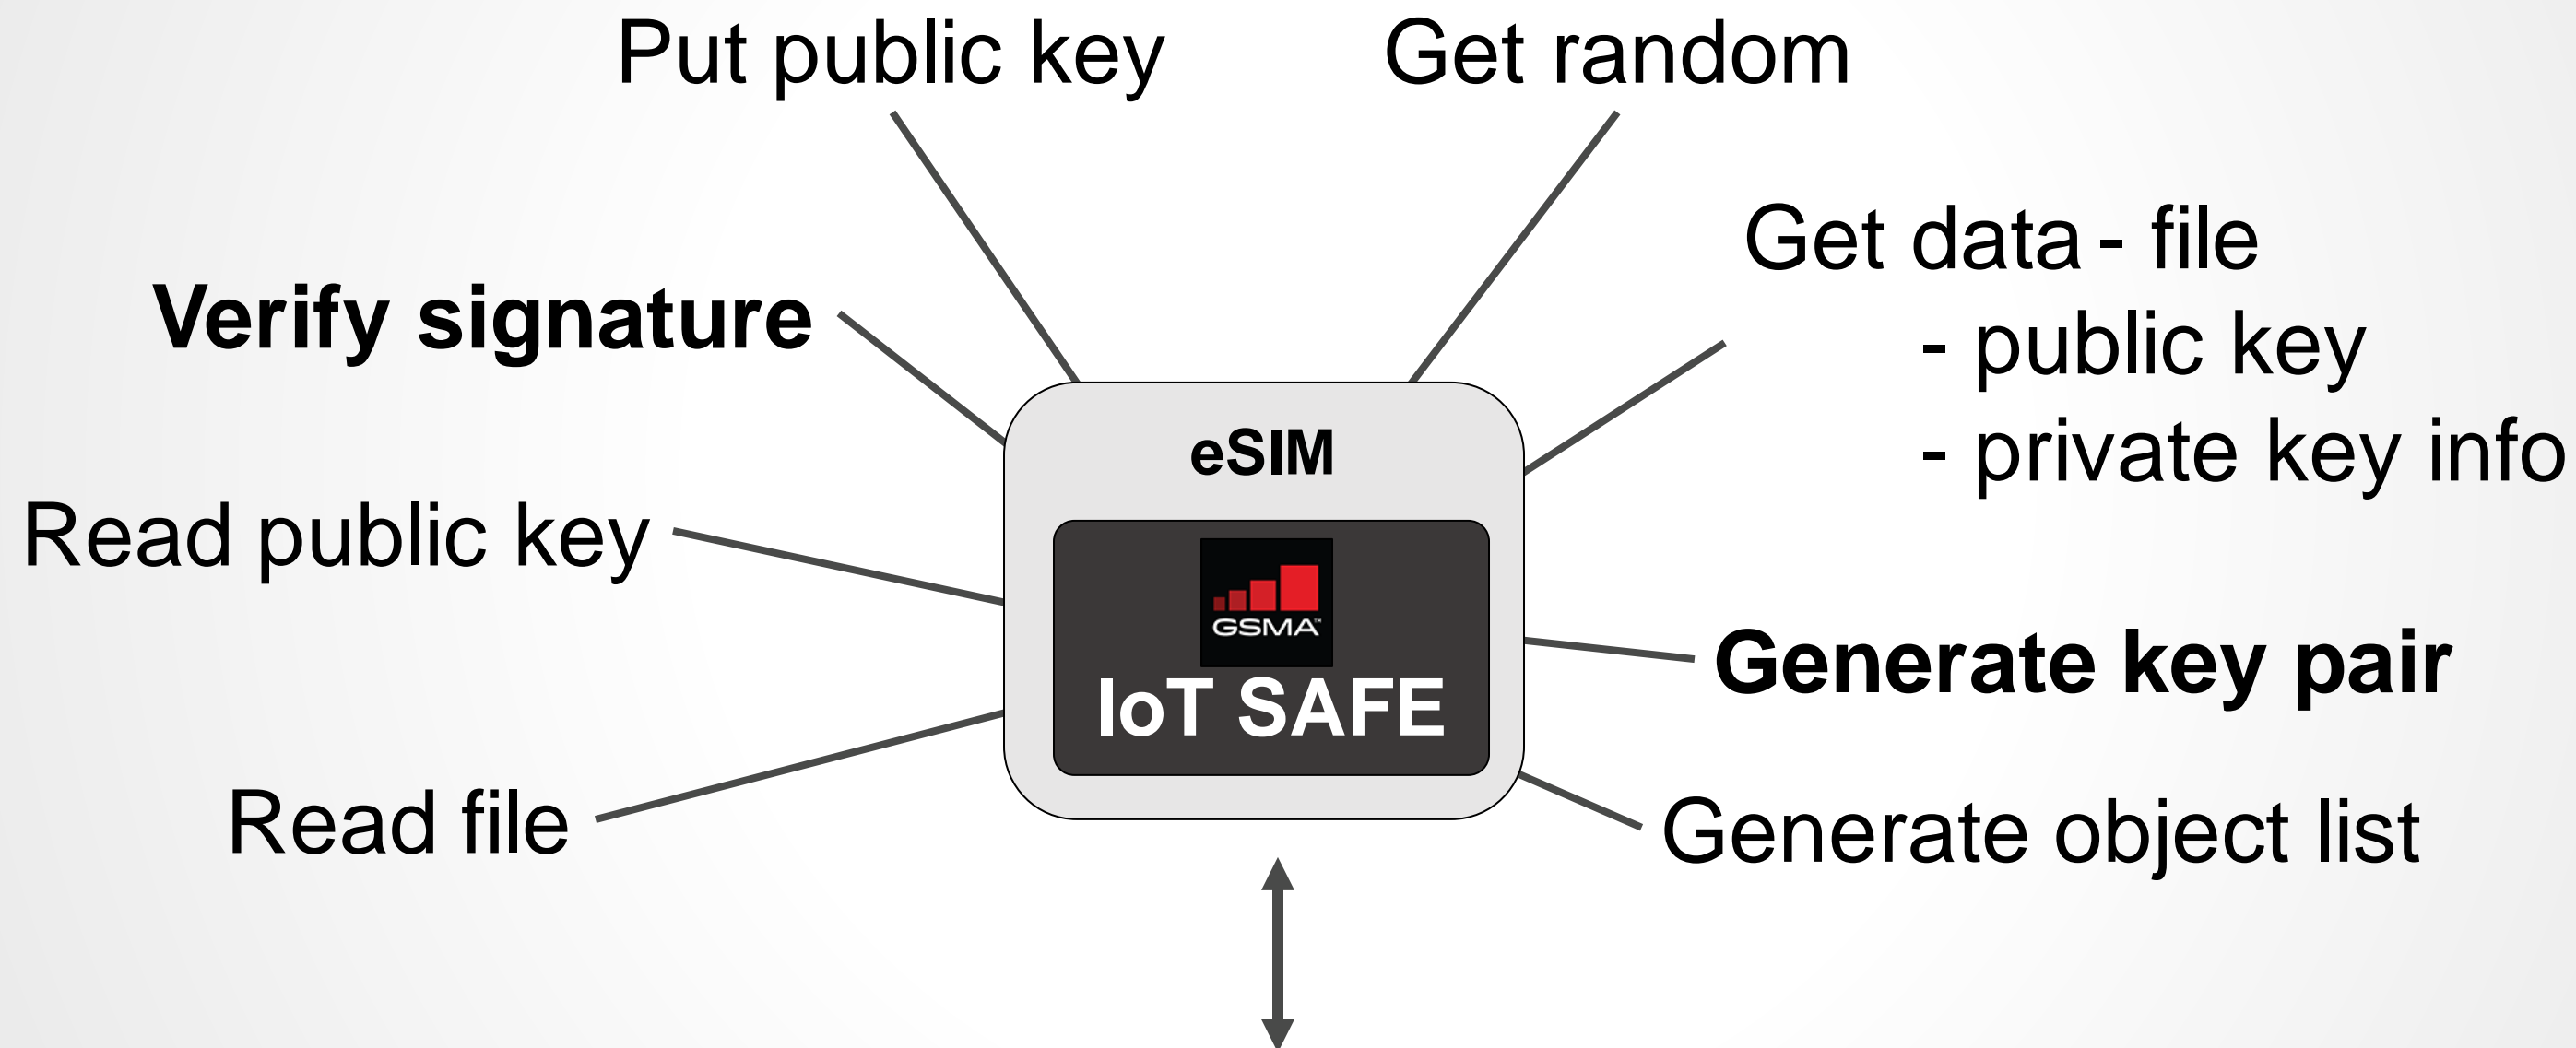 Put public key
Get random
Get data - file
- public key
- private key info
Verify signature
eSIM
Read public key
GSMA™
IoT SAFE
Generate key pair
Read file
Generate object list